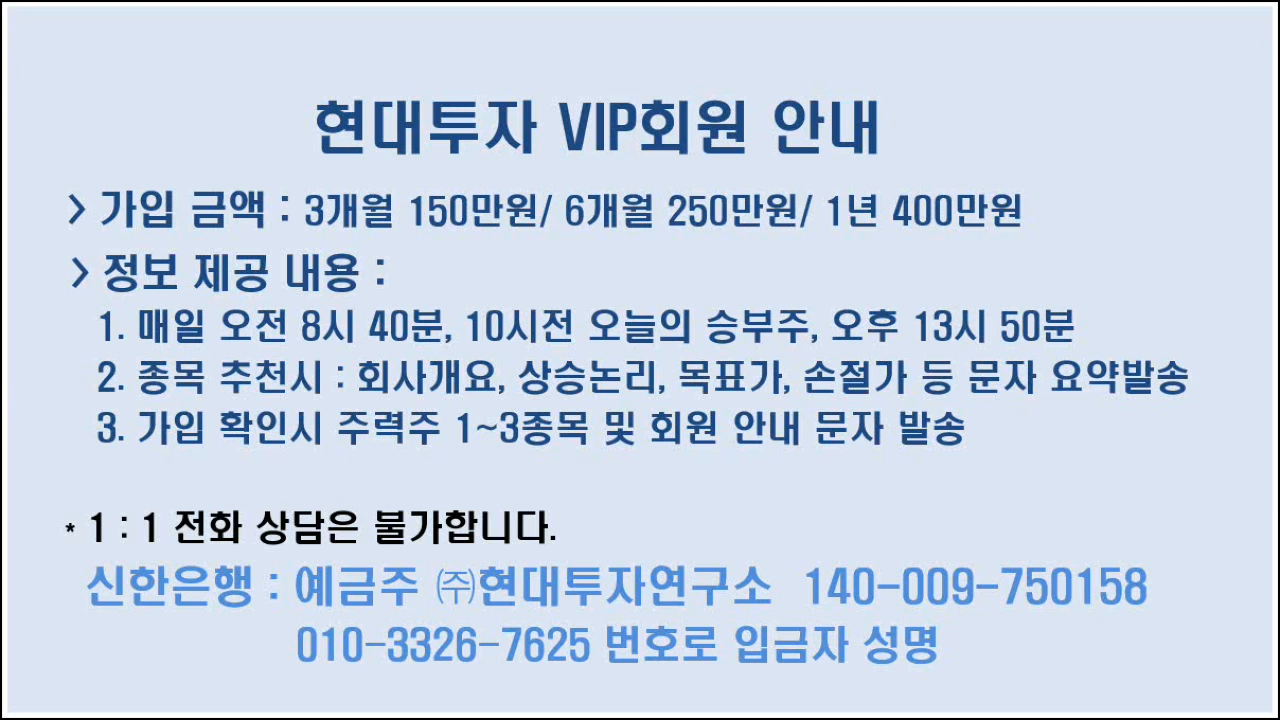 현대투자 VIP회원 안내
> 가입 금액 : 3개월 150만원/ 6개월 250만원/ 1년 400만원
> 정보 제공 내용 :
1. 매일 오전 8시 40분, 10시전 오늘의 승부주, 오후 13시 50분
2. 종목 추천시 : 회사개요, 상승논리, 목표가, 손절가 등 문자 요약발송
3. 가입 확인시 주력주 1~3종목 및 회원 안내 문자 발송
* 1 : 1 전화 상담은 불가합니다.
신한은행 : 예금주 ㈜현대투자연구소 140-009-750158
010-3326-7625 번호로 입금자 성명